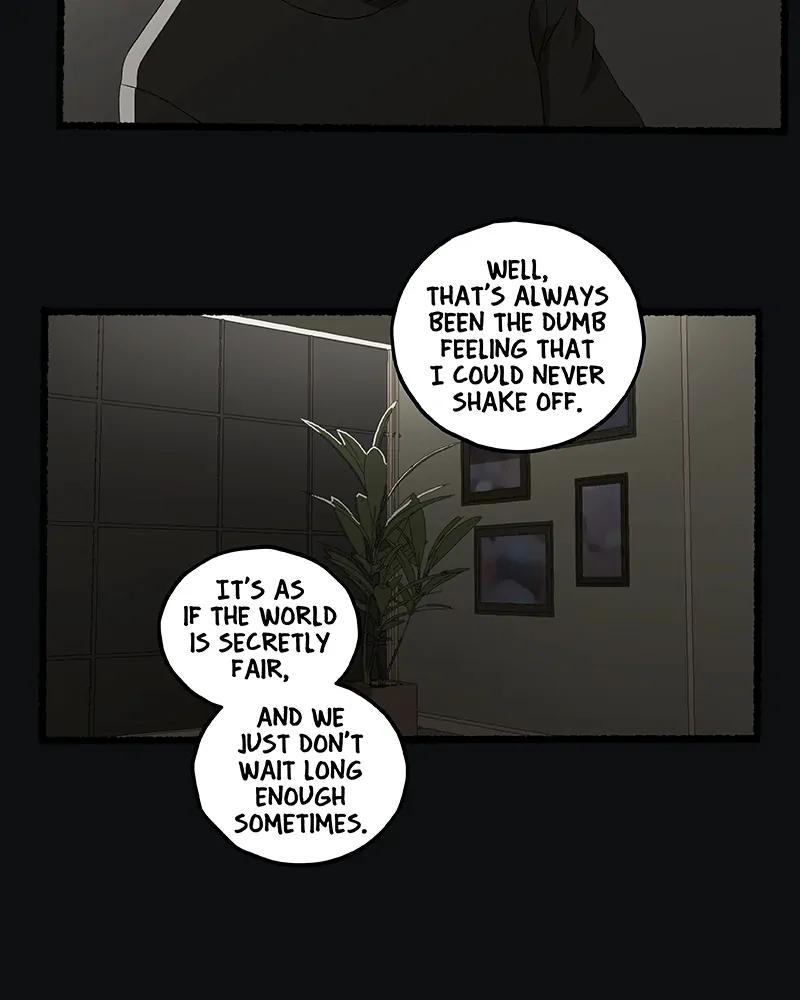 WELL,
THAT'S ALWAYS
BEEN THE DUMB
FEELING THAT
I COULD NEVER
SHAKE OFF.
IT'S AS
IF THE WORLD
IS SECRETLY
FAIR,
AND WE
JUST DON'T
WAIT LONG
ENOUGH
SOMETIMES.